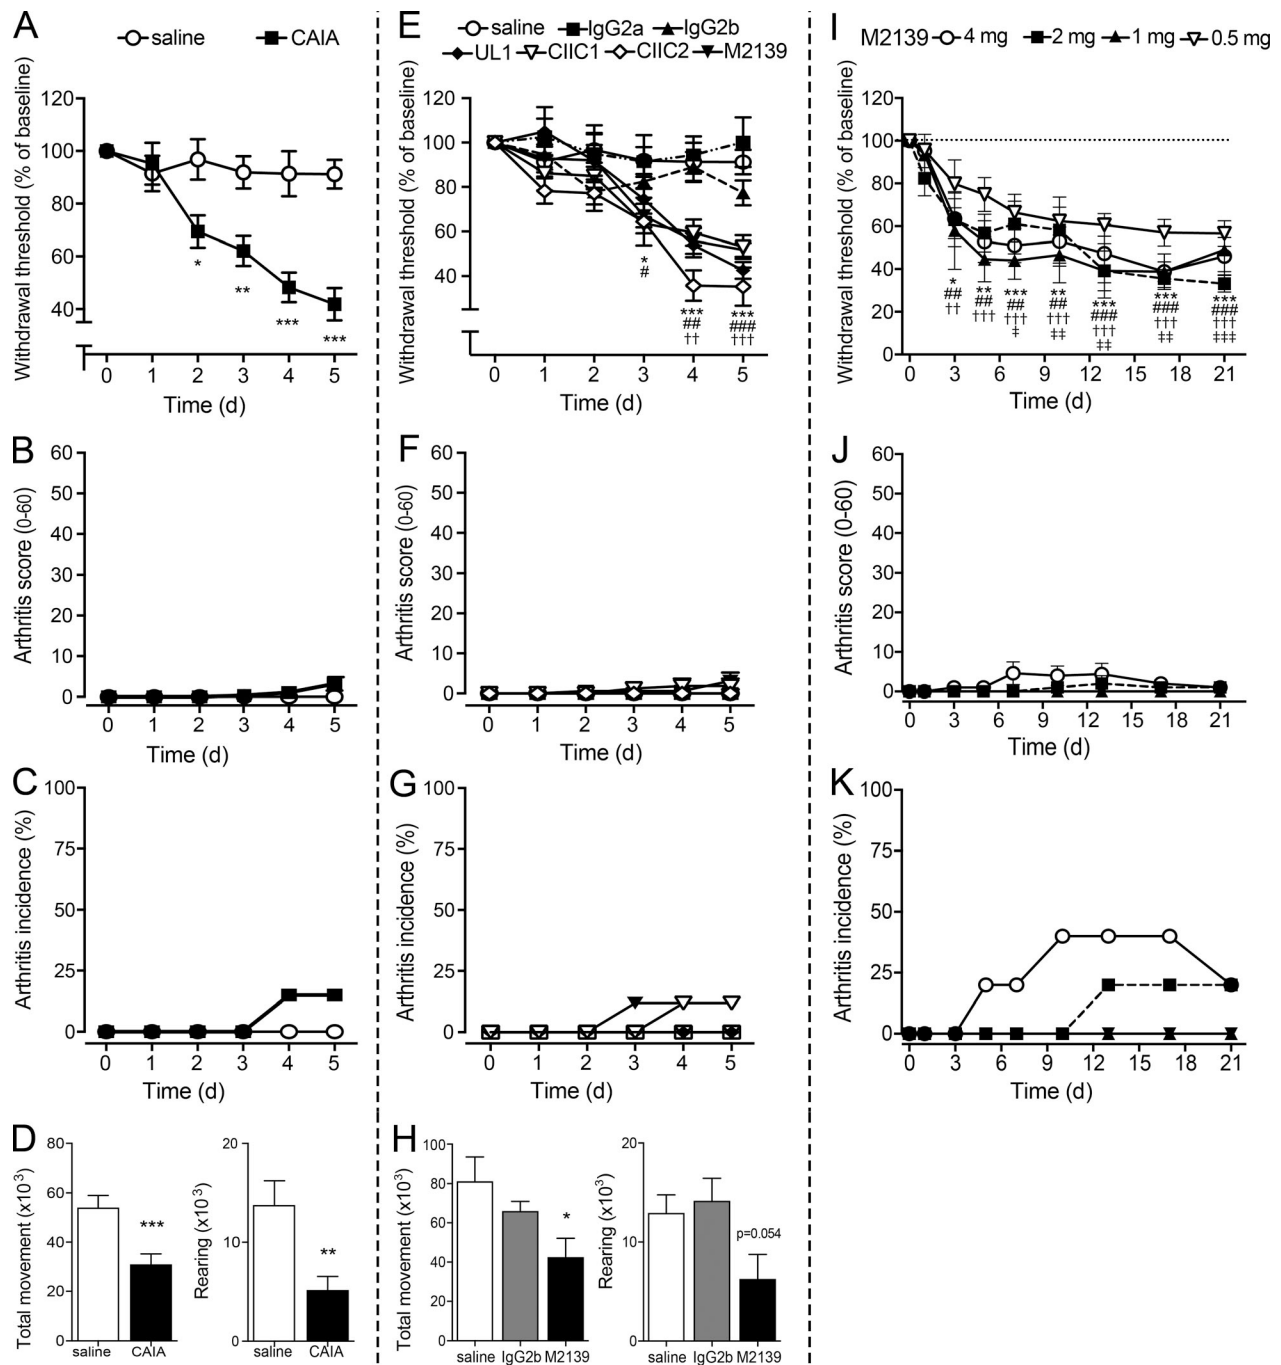 A
saline CAIA
Withdrawal threshold (% of baseline)
120
100
80
60
40
*
**
***
***
0 1 2 3 4 5
Time (d)
B
Arthritis score (0-60)
60
50
40
30
20
10
0
0 1 2 3 4 5
Time (d)
C
Arthritis incidence (%)
100
75
50
25
0
0 1 2 3 4 5
Time (d)
D
Total movement (x10³)
80
60
40
20
0
***
saline CAIA
Rearing (x10³)
20
10
0
**
saline CAIA
E
saline IgG2a IgG2b
UL1 CIIC1 CIIC2 M2139
Withdrawal threshold (% of baseline)
120
100
80
60
40
*
#
***
##
††
***
###
†††
0 1 2 3 4 5
Time (d)
F
Arthritis score (0-60)
60
50
40
30
20
10
0
0 1 2 3 4 5
Time (d)
G
Arthritis incidence (%)
100
75
50
25
0
0 1 2 3 4 5
Time (d)
H
Total movement (x10³)
100
80
60
40
80
0
*
saline IgG2b M2139
Rearing (x10³)
20
10
0
p=0.054
saline IgG2b M2139
I
M2139 4 mg 2 mg 1 mg 0.5 mg
Withdrawal threshold (% of baseline)
120
100
80
60
40
20
0
*
##
††
**
##
†††
***
##
†††
‡
**
##
†††
‡‡
***
###
†††
‡‡
***
###
†††
‡‡
***
###
†††
‡‡‡
0 3 6 9 12 15 18 21
Time (d)
J
Arthritis score (0-60)
60
50
40
30
20
10
0
0 3 6 9 12 15 18 21
Time (d)
K
Arthritis incidence (%)
100
75
50
25
0
0 3 6 9 12 15 18 21
Time (d)